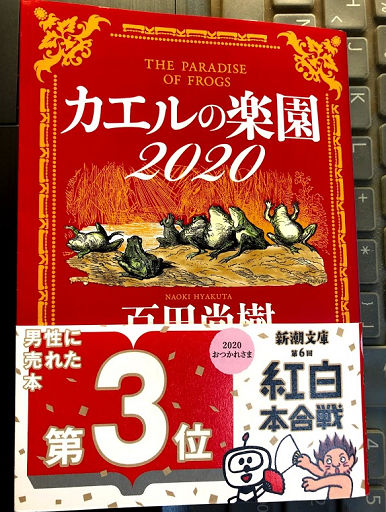 THE PARADISE
OF FROGS
カエルの楽園
2020
NAOKI HYAKUTA
百田尚樹
男性に
売れた
本
第3位
2020
おつかれさま
新潮文庫
第6回
紅白
本合戦